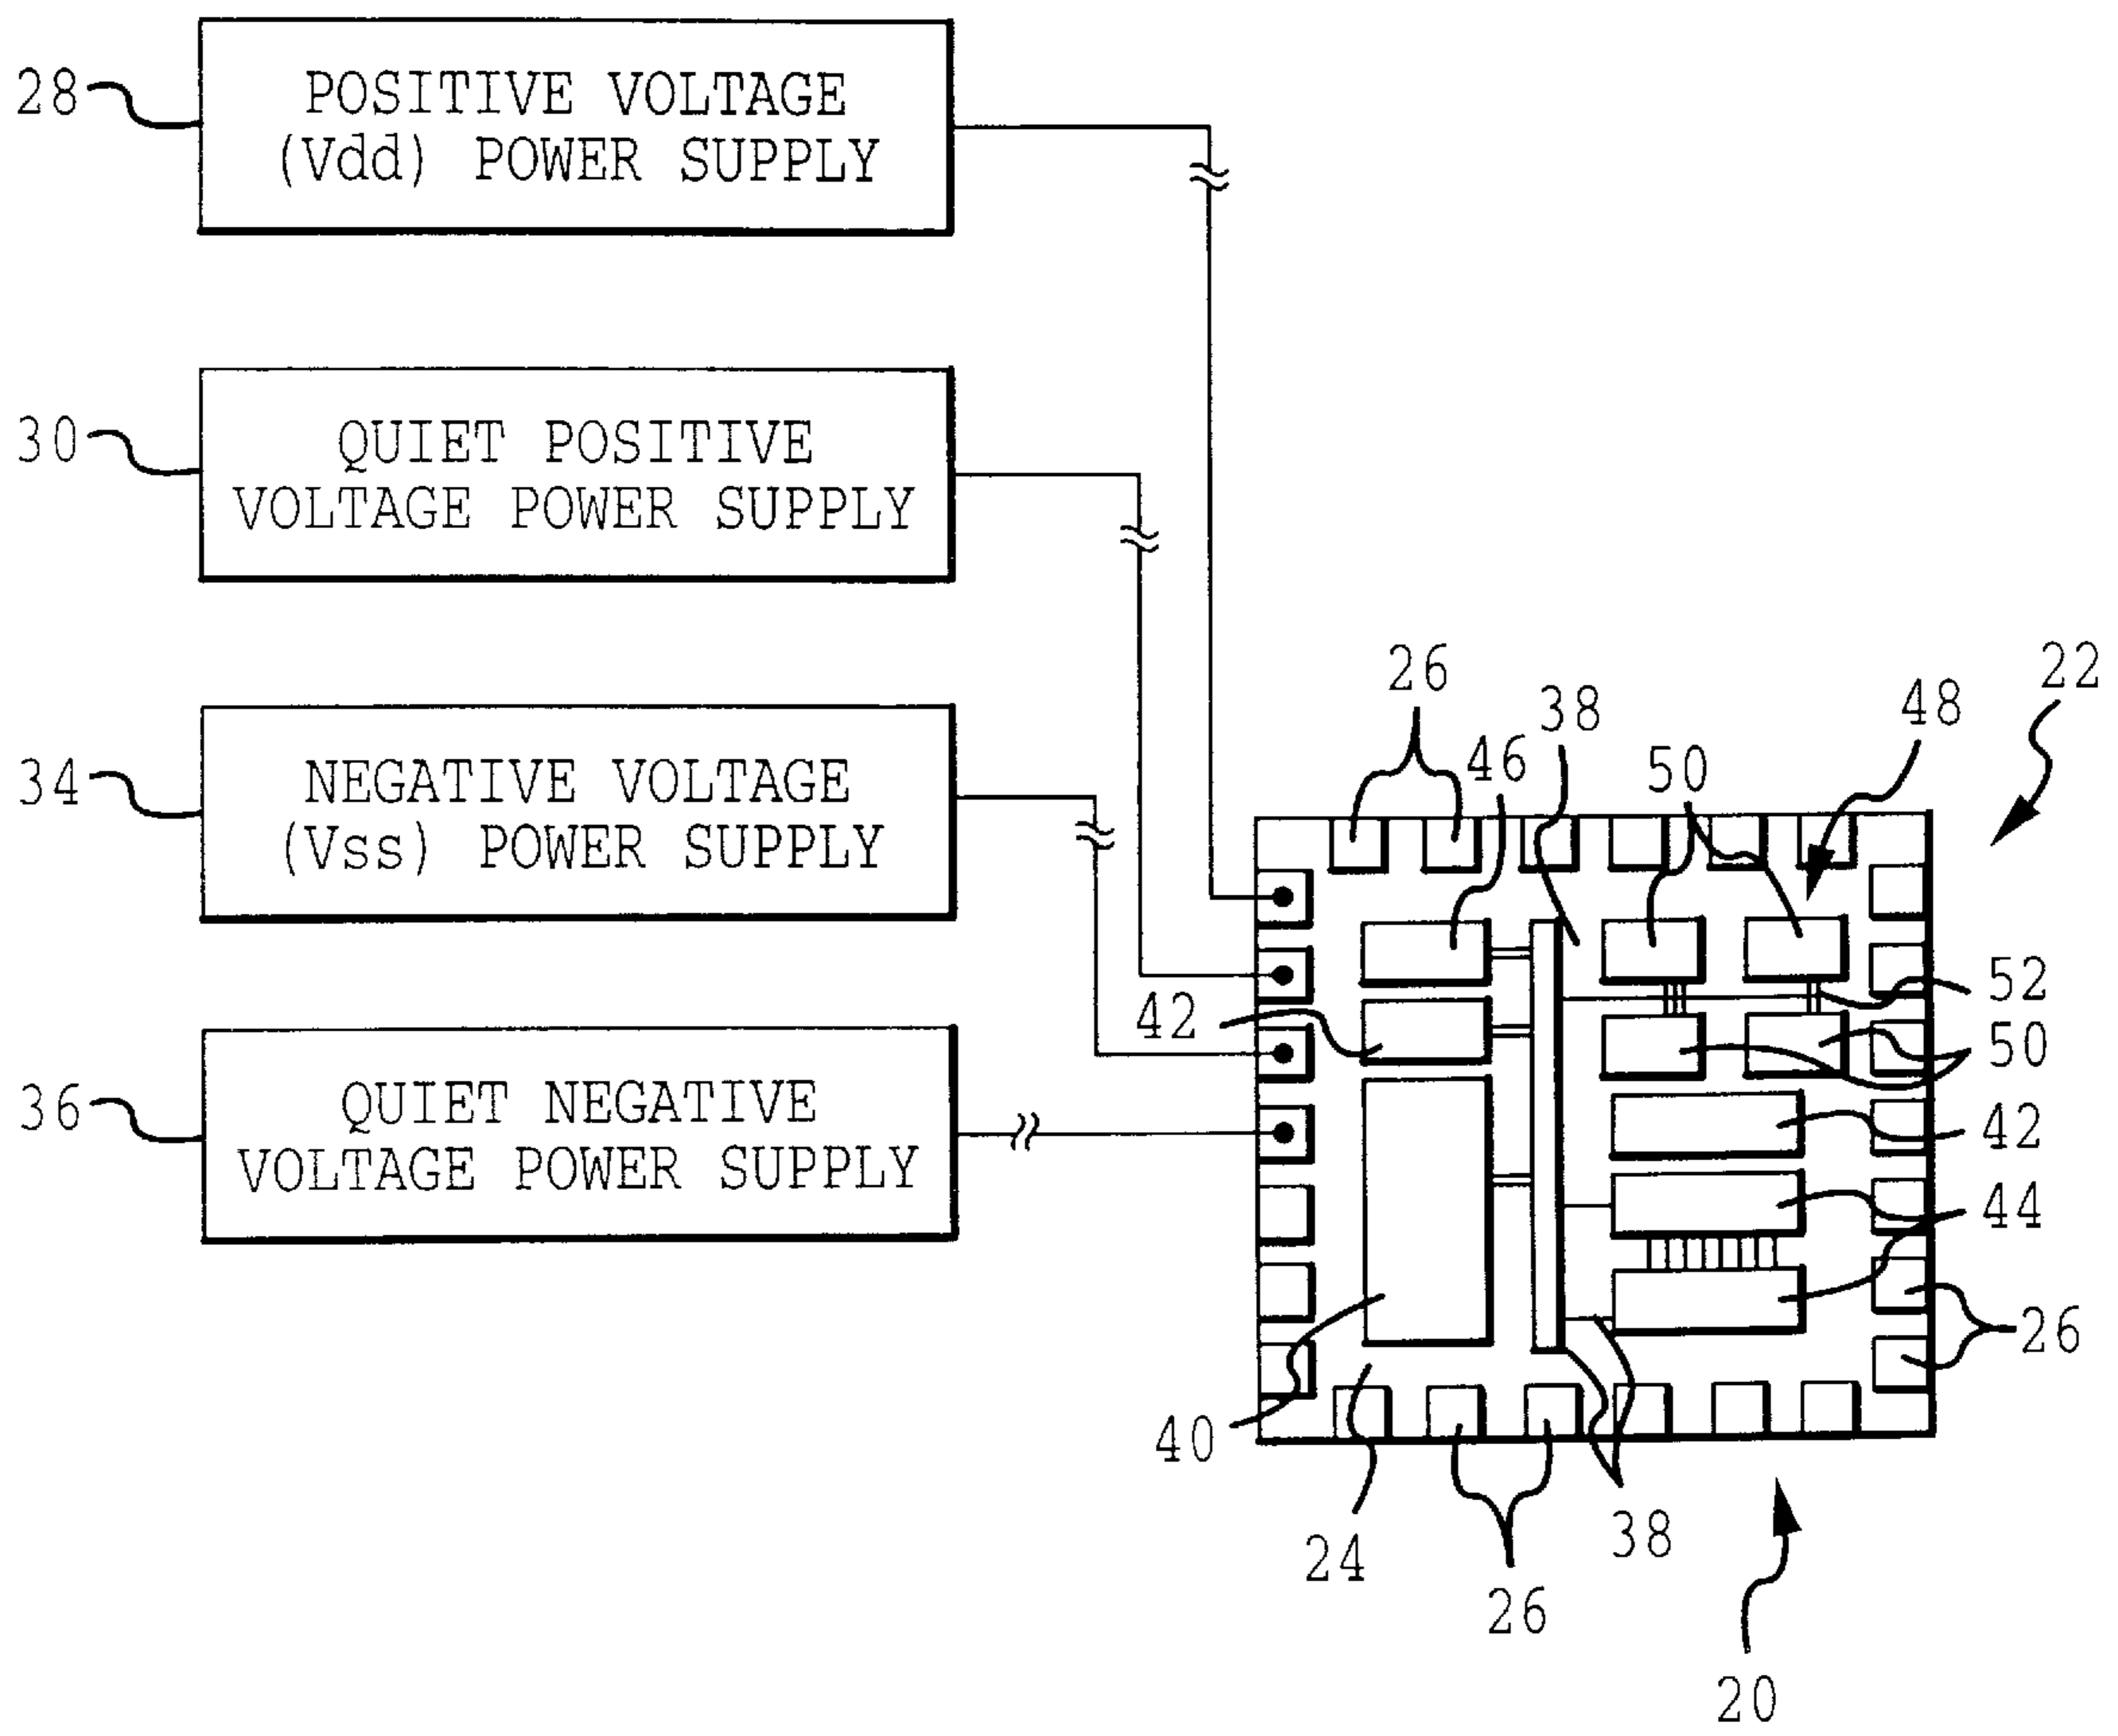 28
POSITIVE VOLTAGE
(Vdd) POWER SUPPLY
30
QUIET POSITIVE
VOLTAGE POWER SUPPLY
34
NEGATIVE VOLTAGE
(Vss) POWER SUPPLY
36
QUIET NEGATIVE
VOLTAGE POWER SUPPLY
26
38
22
48
46
50
52
42
50
42
44
26
40
24
38
26
20